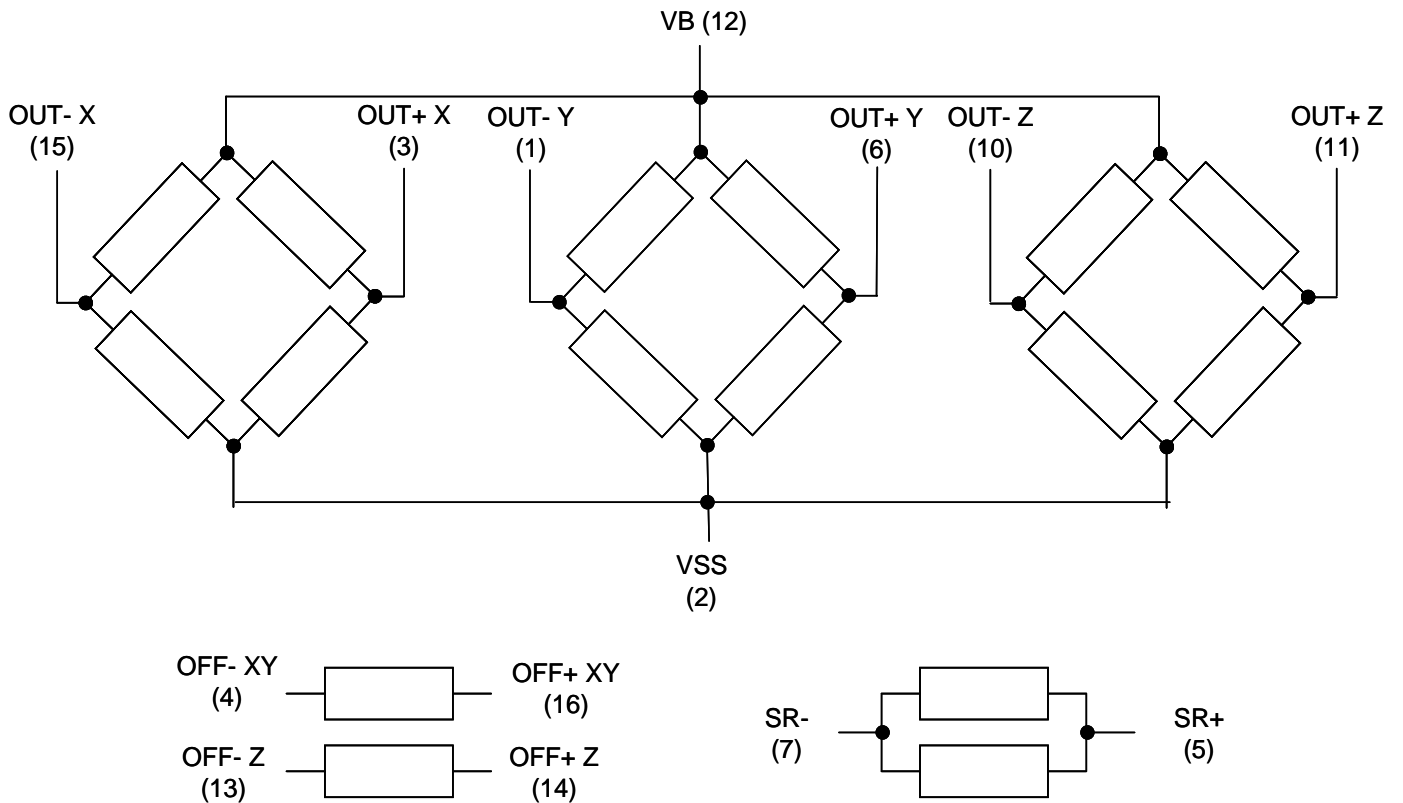 VB (12)
OUT- X
(15)
OUT+ X
(3)
OUT- Y
(1)
OUT+ Y
(6)
OUT- Z
(10)
OUT+ Z
(11)
VSS
(2)
OFF- XY
(4)
OFF+ XY
(16)
OFF- Z
(13)
OFF+ Z
(14)
SR-
(7)
SR+
(5)